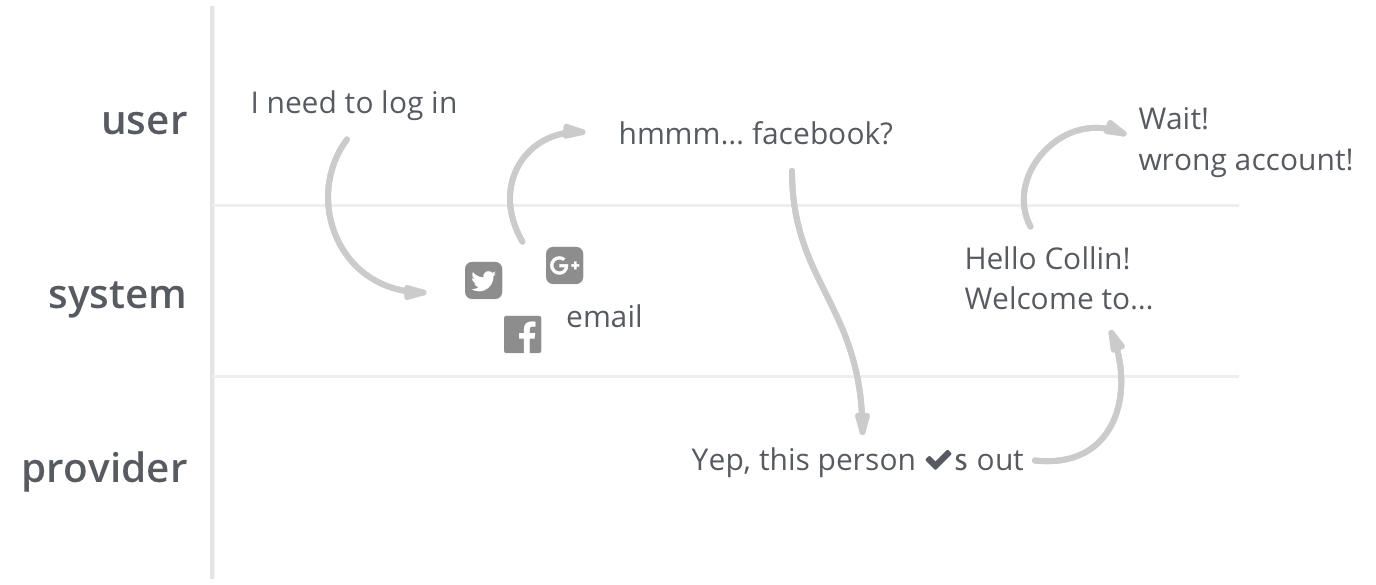 user
I need to log in
hmmm... facebook?
Wait!
wrong account!
system
G+
email
Hello Collin!
Welcome to...
provider
Yep, this person ✔s out